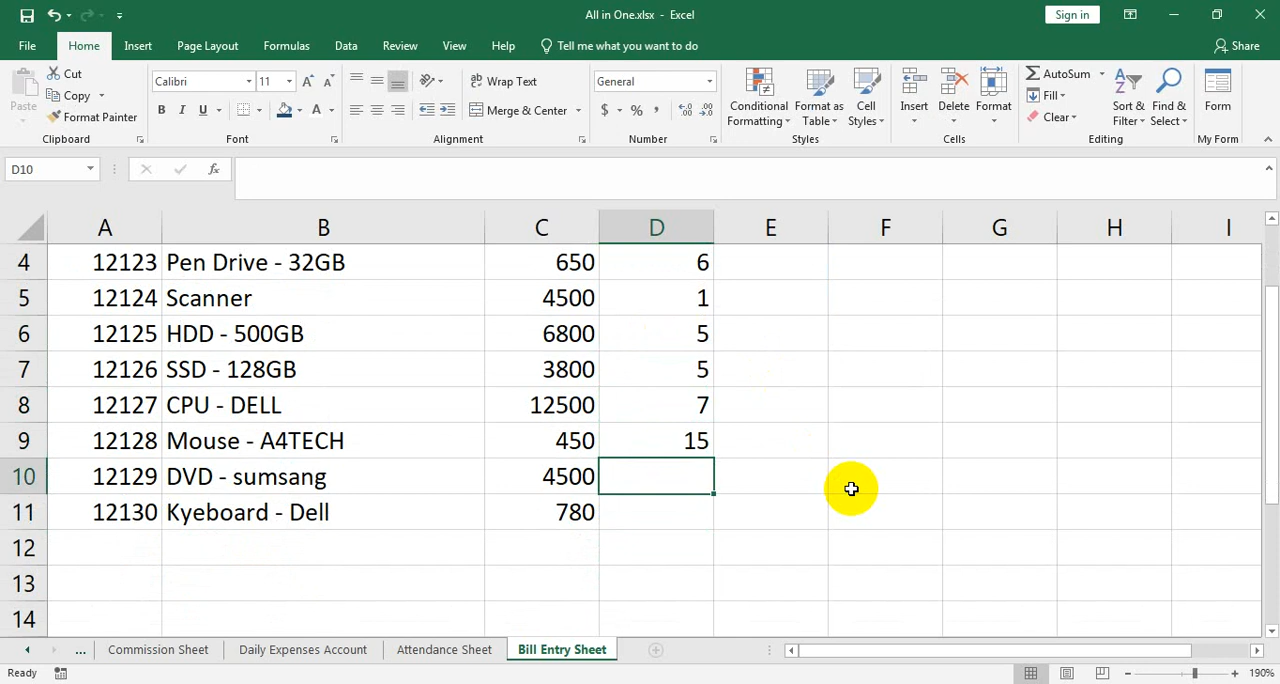 All in One.xlsx - Excel
Sign in
File Home Insert Page Layout Formulas Data Review View Help Tell me what you want to do Share
Paste
Cut
Copy
Format Painter
Clipboard
Calibri 11
B I U
Font
Wrap Text
Merge & Center
Alignment
General
$ % ,
Number
Conditional Formatting
Format as Table
Cell Styles
Styles
Insert
Delete
Format
Cells
AutoSum
Fill
Clear
Sort & Filter
Find & Select
Editing
Form
My Form
D10 fx
A B C D E F G H I
4 12123 Pen Drive - 32GB 650 6
5 12124 Scanner 4500 1
6 12125 HDD - 500GB 6800 5
7 12126 SSD - 128GB 3800 5
8 12127 CPU - DELL 12500 7
9 12128 Mouse - A4TECH 450 15
10 12129 DVD - sumsang 4500
11 12130 Kyeboard - Dell 780
12
13
14
... Commission Sheet Daily Expenses Account Attendance Sheet Bill Entry Sheet
Ready 190%